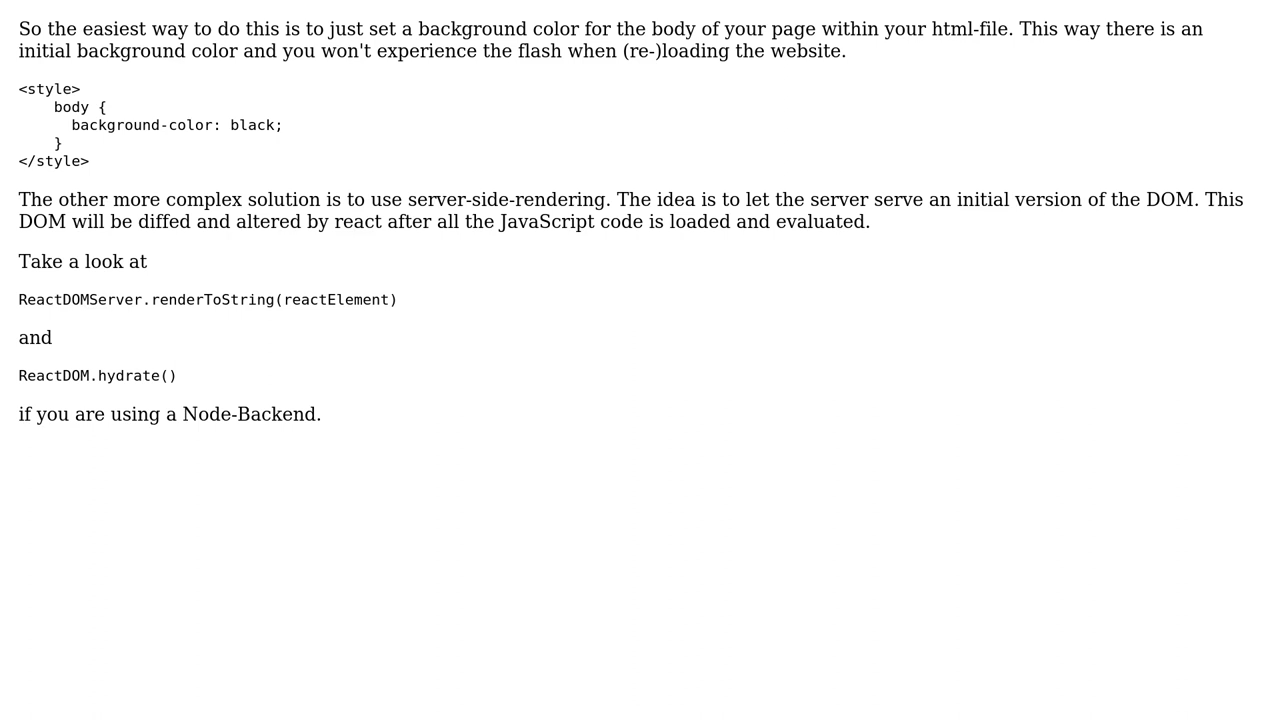 So the easiest way to do this is to just set a background color for the body of your page within your html-file. This way there is an
initial background color and you won't experience the flash when (re-)loading the website.
<style>
    body {
      background-color: black;
    }
</style>
The other more complex solution is to use server-side-rendering. The idea is to let the server serve an initial version of the DOM. This
DOM will be diffed and altered by react after all the JavaScript code is loaded and evaluated.
Take a look at
ReactDOMServer.renderToString(reactElement)
and
ReactDOM.hydrate()
if you are using a Node-Backend.